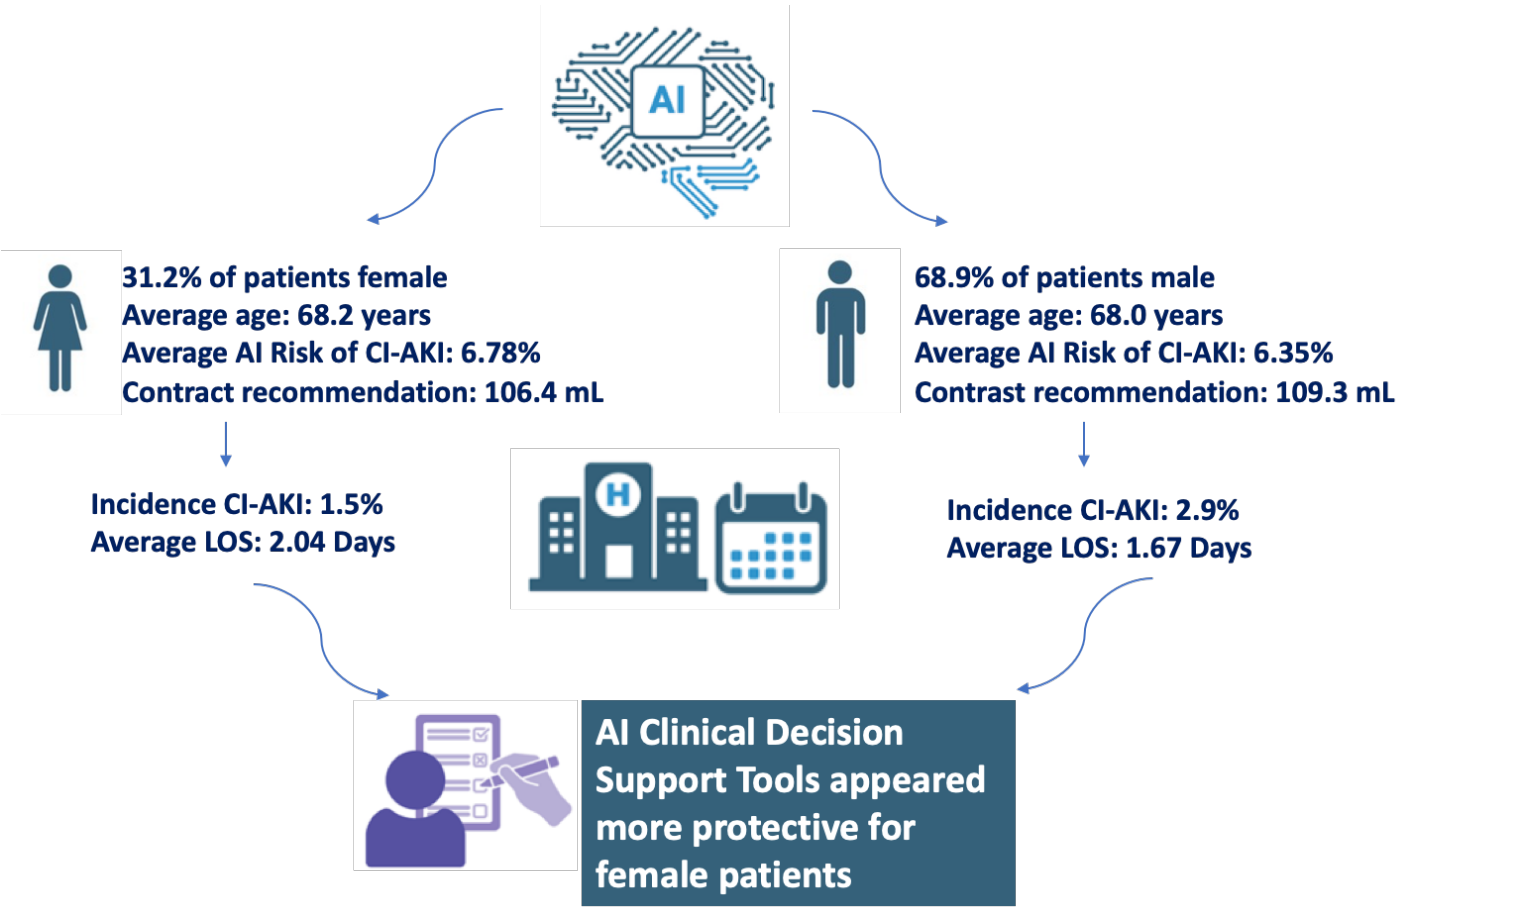 AI
31.2% of patients female
Average age: 68.2 years
Average AI Risk of CI-AKI: 6.78%
Contract recommendation: 106.4 mL
68.9% of patients male
Average age: 68.0 years
Average AI Risk of CI-AKI: 6.35%
Contrast recommendation: 109.3 mL
H
Incidence CI-AKI: 1.5%
Average LOS: 2.04 Days
Incidence CI-AKI: 2.9%
Average LOS: 1.67 Days
AI Clinical Decision
Support Tools appeared
more protective for
female patients